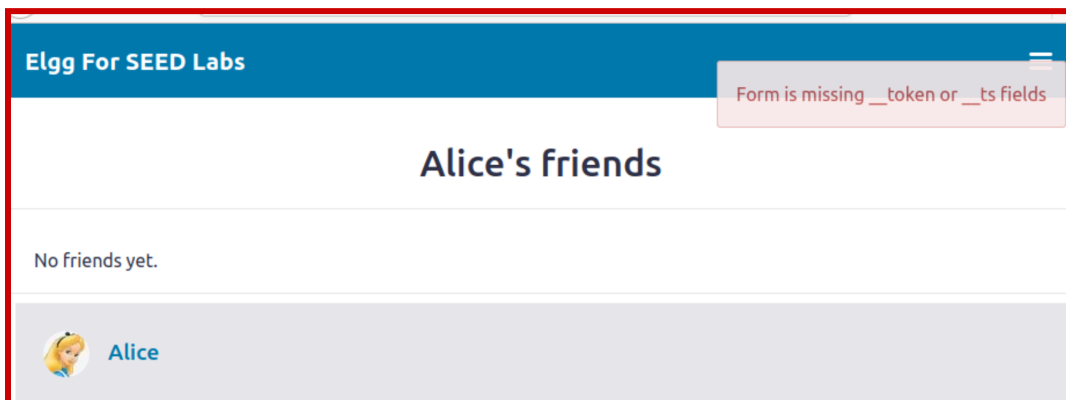 Elgg For SEED Labs
Form is missing __token or __ts fields
Alice's friends
No friends yet.
Alice